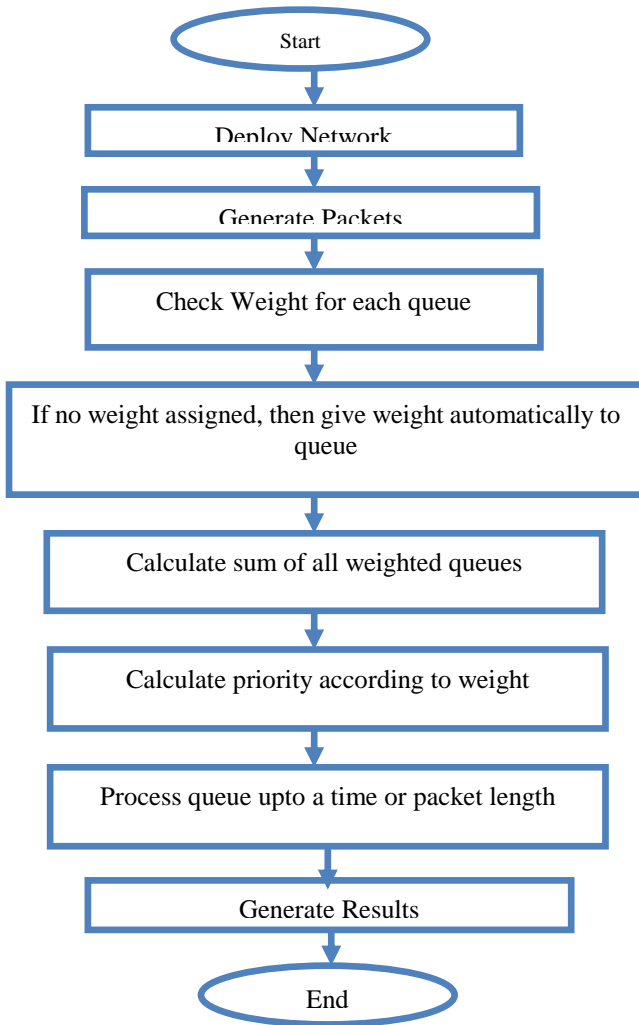 Start
Deploy Network
Generate Packets
Check Weight for each queue
If no weight assigned, then give weight automatically to
queue
Calculate sum of all weighted queues
Calculate priority according to weight
Process queue upto a time or packet length
Generate Results
End